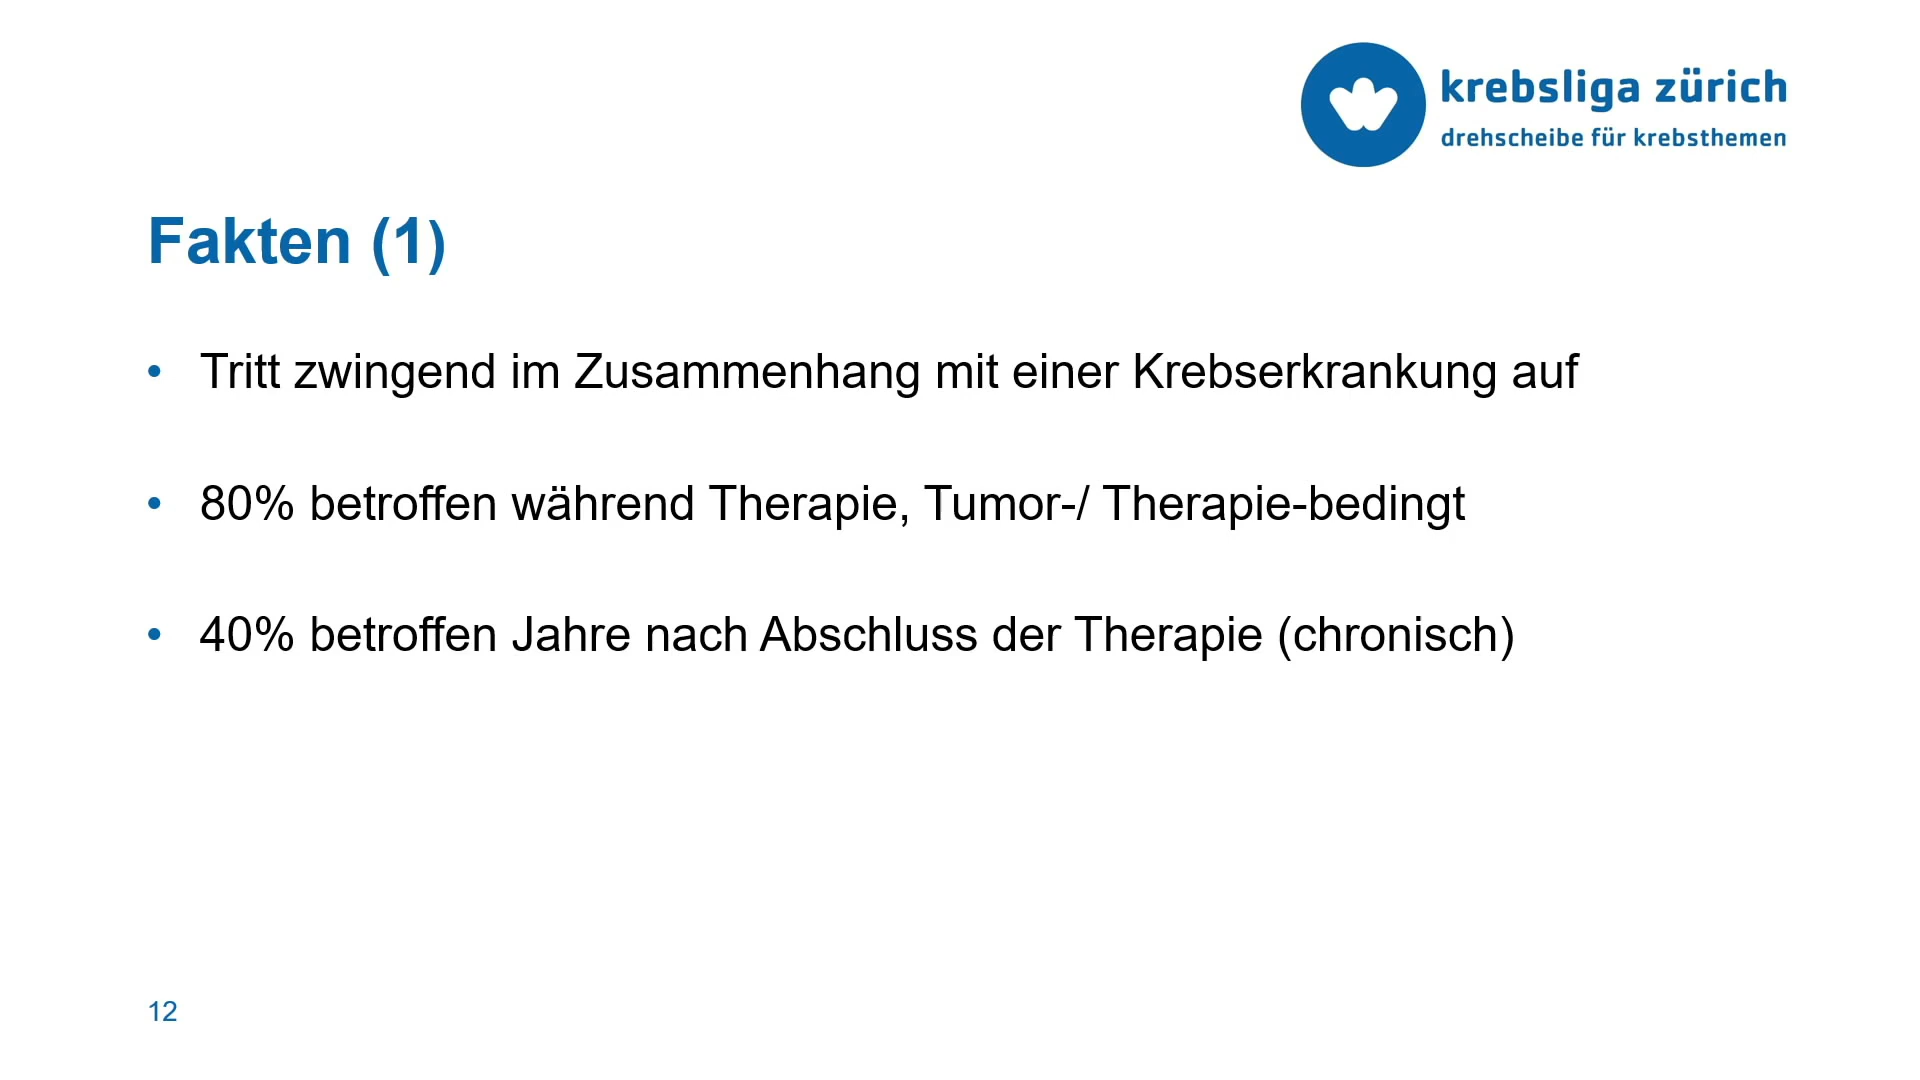 krebsliga zürich
drehscheibe für krebsthemen
Fakten (1)
• Tritt zwingend im Zusammenhang mit einer Krebserkrankung auf
• 80% betroffen während Therapie, Tumor-/ Therapie-bedingt
• 40% betroffen Jahre nach Abschluss der Therapie (chronisch)
12